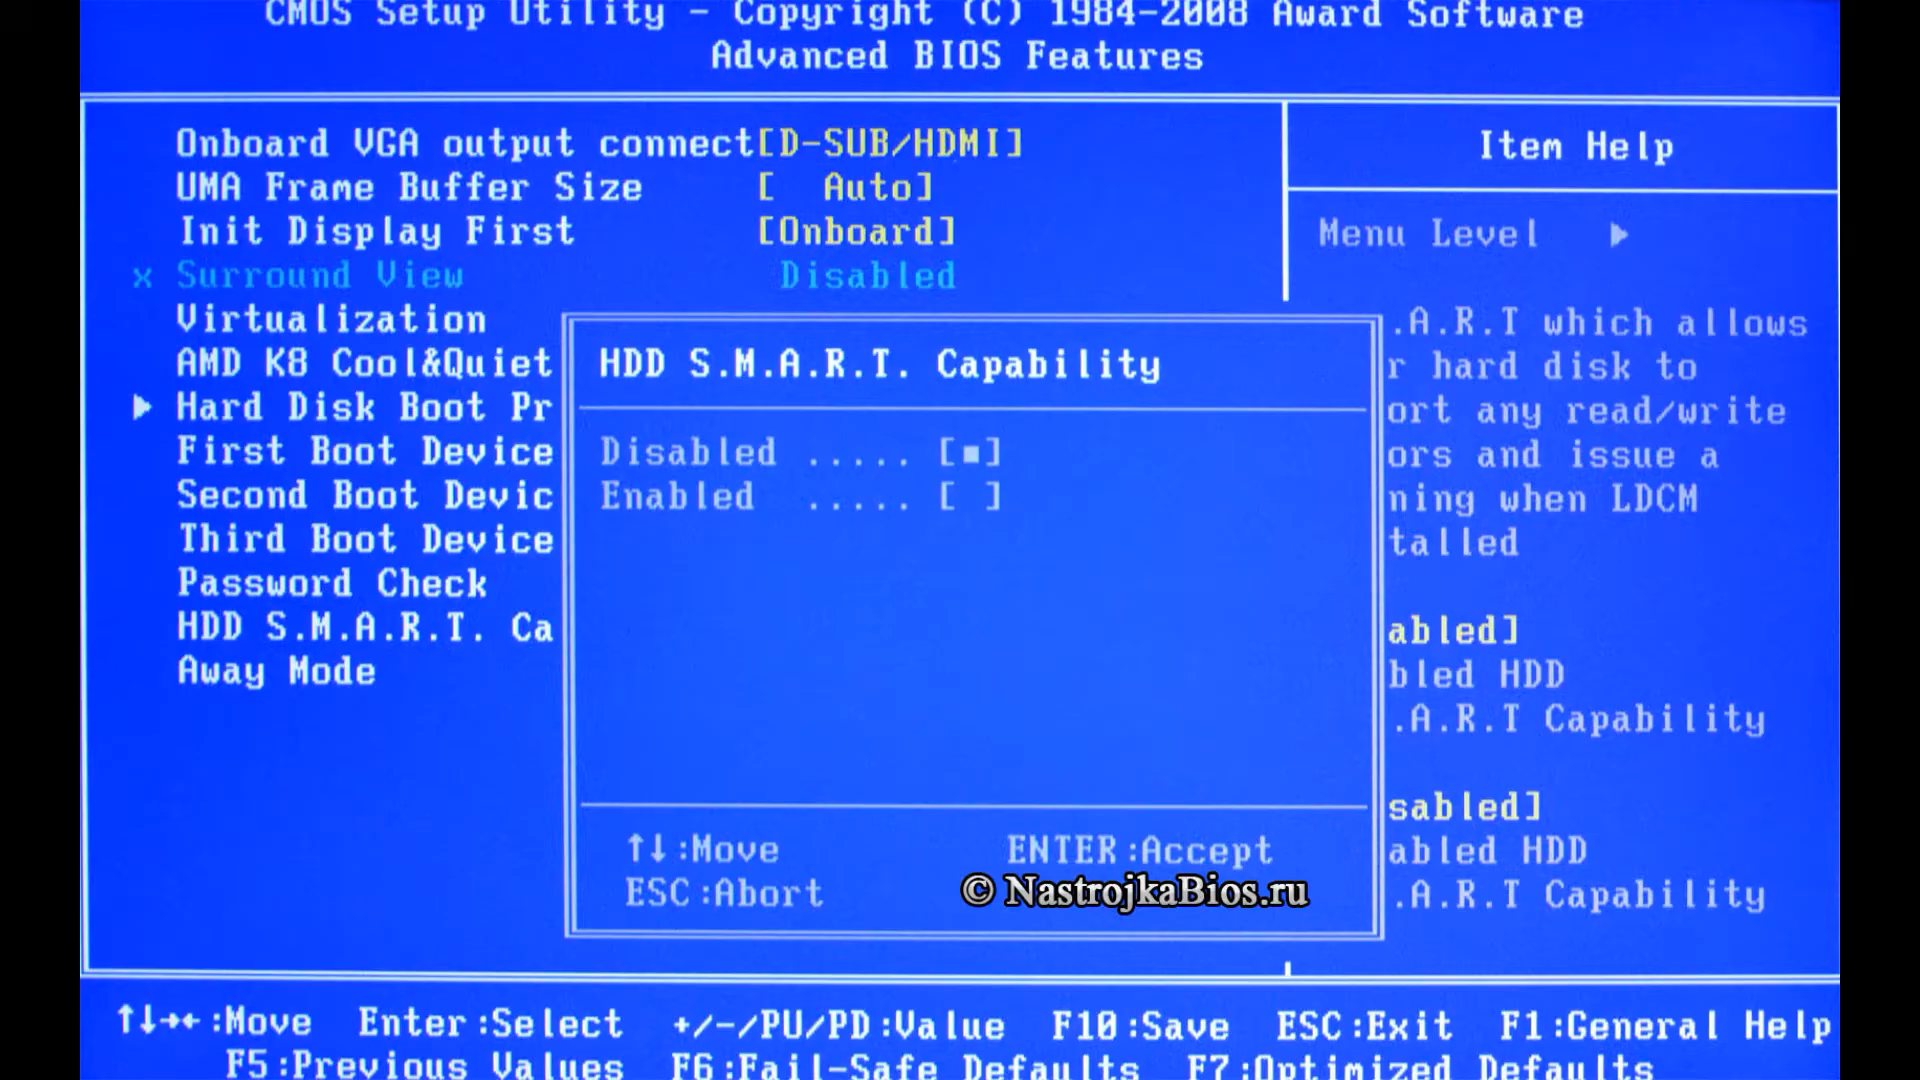 CMOS Setup Utility - Copyright (C) 1984-2008 Award Software
Advanced BIOS Features
Onboard VGA output connect[D-SUB/HDMI]
UMA Frame Buffer Size [ Auto]
Init Display First [Onboard]
x Surround View Disabled
Virtualization
AMD K8 Cool&Quiet
Hard Disk Boot Pr
First Boot Device
Second Boot Devic
Third Boot Device
Password Check
HDD S.M.A.R.T. Ca
Away Mode
HDD S.M.A.R.T. Capability
Disabled ..... [▪]
Enabled ..... [ ]
↑↓:Move ENTER:Accept
ESC:Abort
© NastrojkaBios.ru
Item Help
Menu Level ▶
.A.R.T which allows
r hard disk to
ort any read/write
ors and issue a
ning when LDCM
talled
abled]
bled HDD
.A.R.T Capability
sabled]
abled HDD
.A.R.T Capability
↑↓→←:Move Enter:Select +/-/PU/PD:Value F10:Save ESC:Exit F1:General Help
F5:Previous Values F6:Fail-Safe Defaults F7:Optimized Defaults